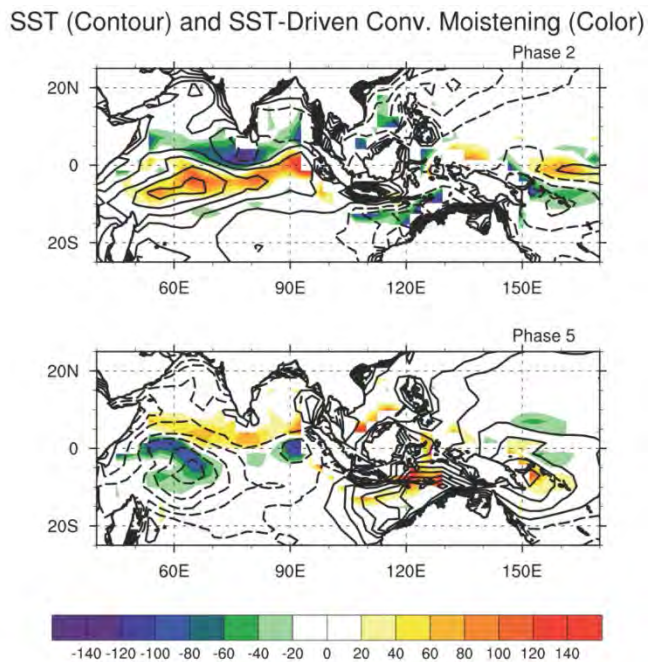 SST (Contour) and SST-Driven Conv. Moistening (Color)
Phase 2
20N
0
20S
60E 90E 120E 150E
Phase 5
20N
0
20S
60E 90E 120E 150E
-140 -120 -100 -80 -60 -40 -20 0 20 40 60 80 100 120 140